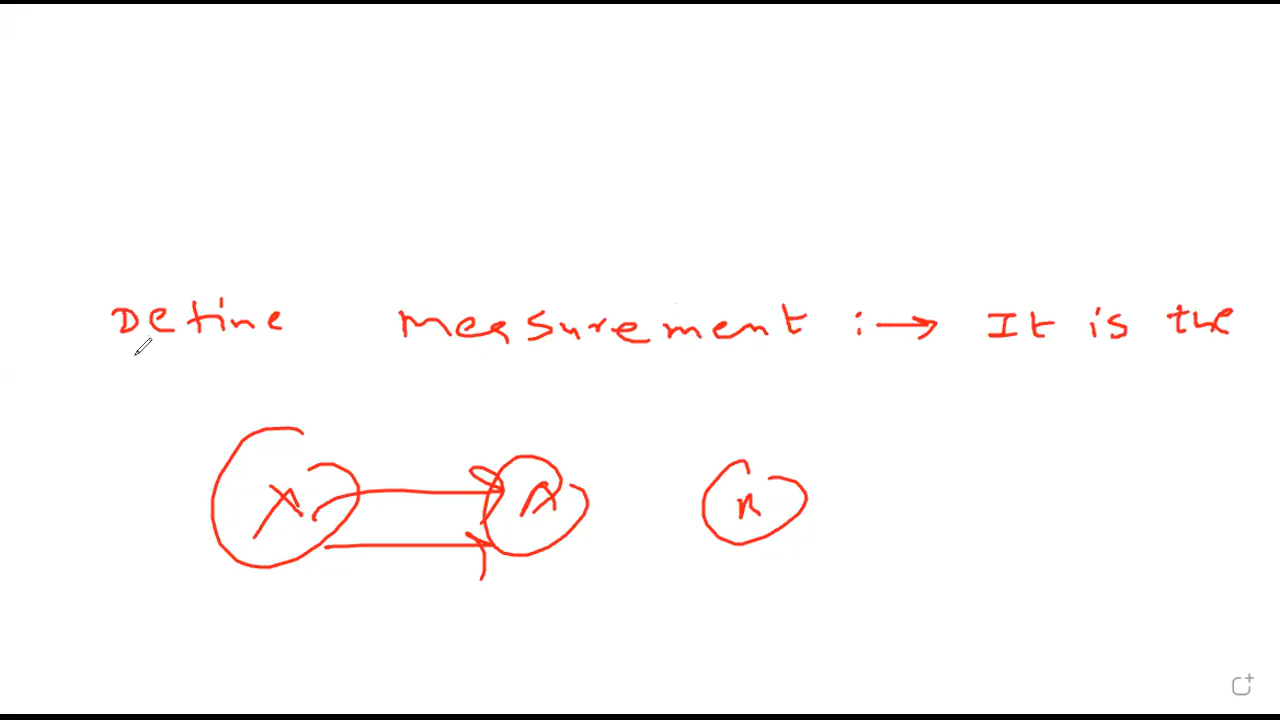 Define measurement :→ It is the
X A